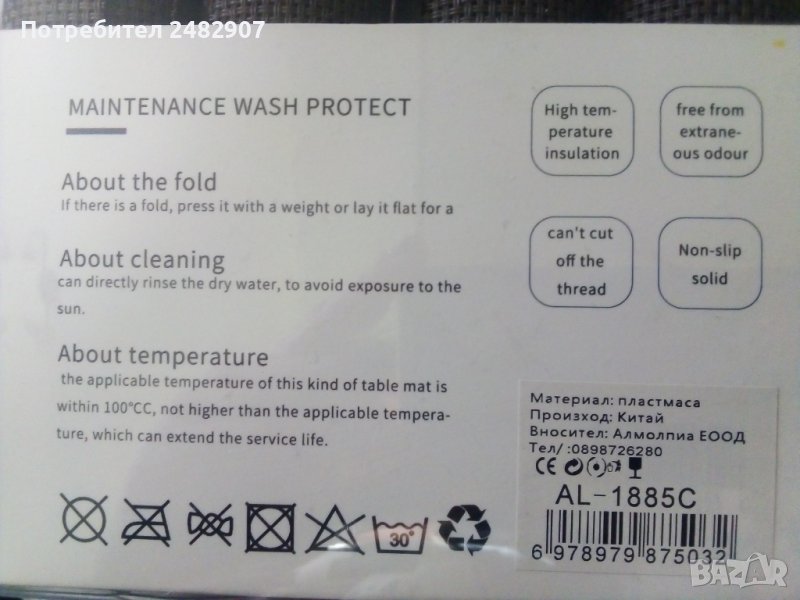 Потребител 2482907
MAINTENANCE WASH PROTECT
About the fold
If there is a fold, press it with a weight or lay it flat for a
About cleaning
can directly rinse the dry water, to avoid exposure to the
sun.
About temperature
the applicable temperature of this kind of table mat is
within 100°CC, not higher than the applicable tempera-
ture, which can extend the service life.
30°
High tem-
perature
insulation
free from
extrane-
ous odour
can't cut
off the
thread
Non-slip
solid
Материал: пластмаса
Произход: Китай
Вносител: Алмолпиа ЕООД
Тел/ :0898726280
CE
AL-1885C
6 978979 875032
BAZAR